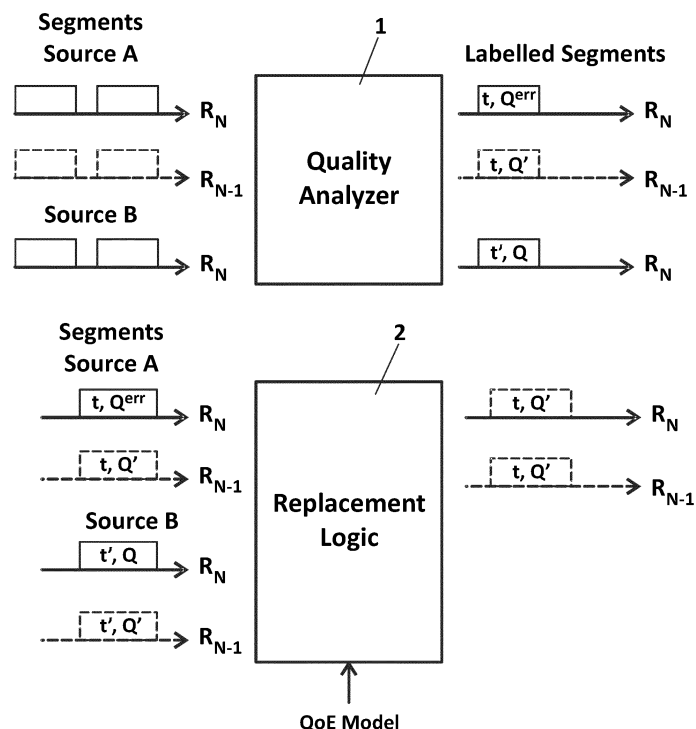 Segments
Source A
R_N
R_N-1
Source B
R_N
1
Quality
Analyzer
Labelled Segments
t, Q^err
R_N
t, Q’
R_N-1
t’, Q
R_N
Segments
Source A
t, Q^err
R_N
t, Q’
R_N-1
Source B
t’, Q
R_N
t’, Q’
R_N-1
2
Replacement
Logic
QoE Model
t, Q’
R_N
t, Q’
R_N-1